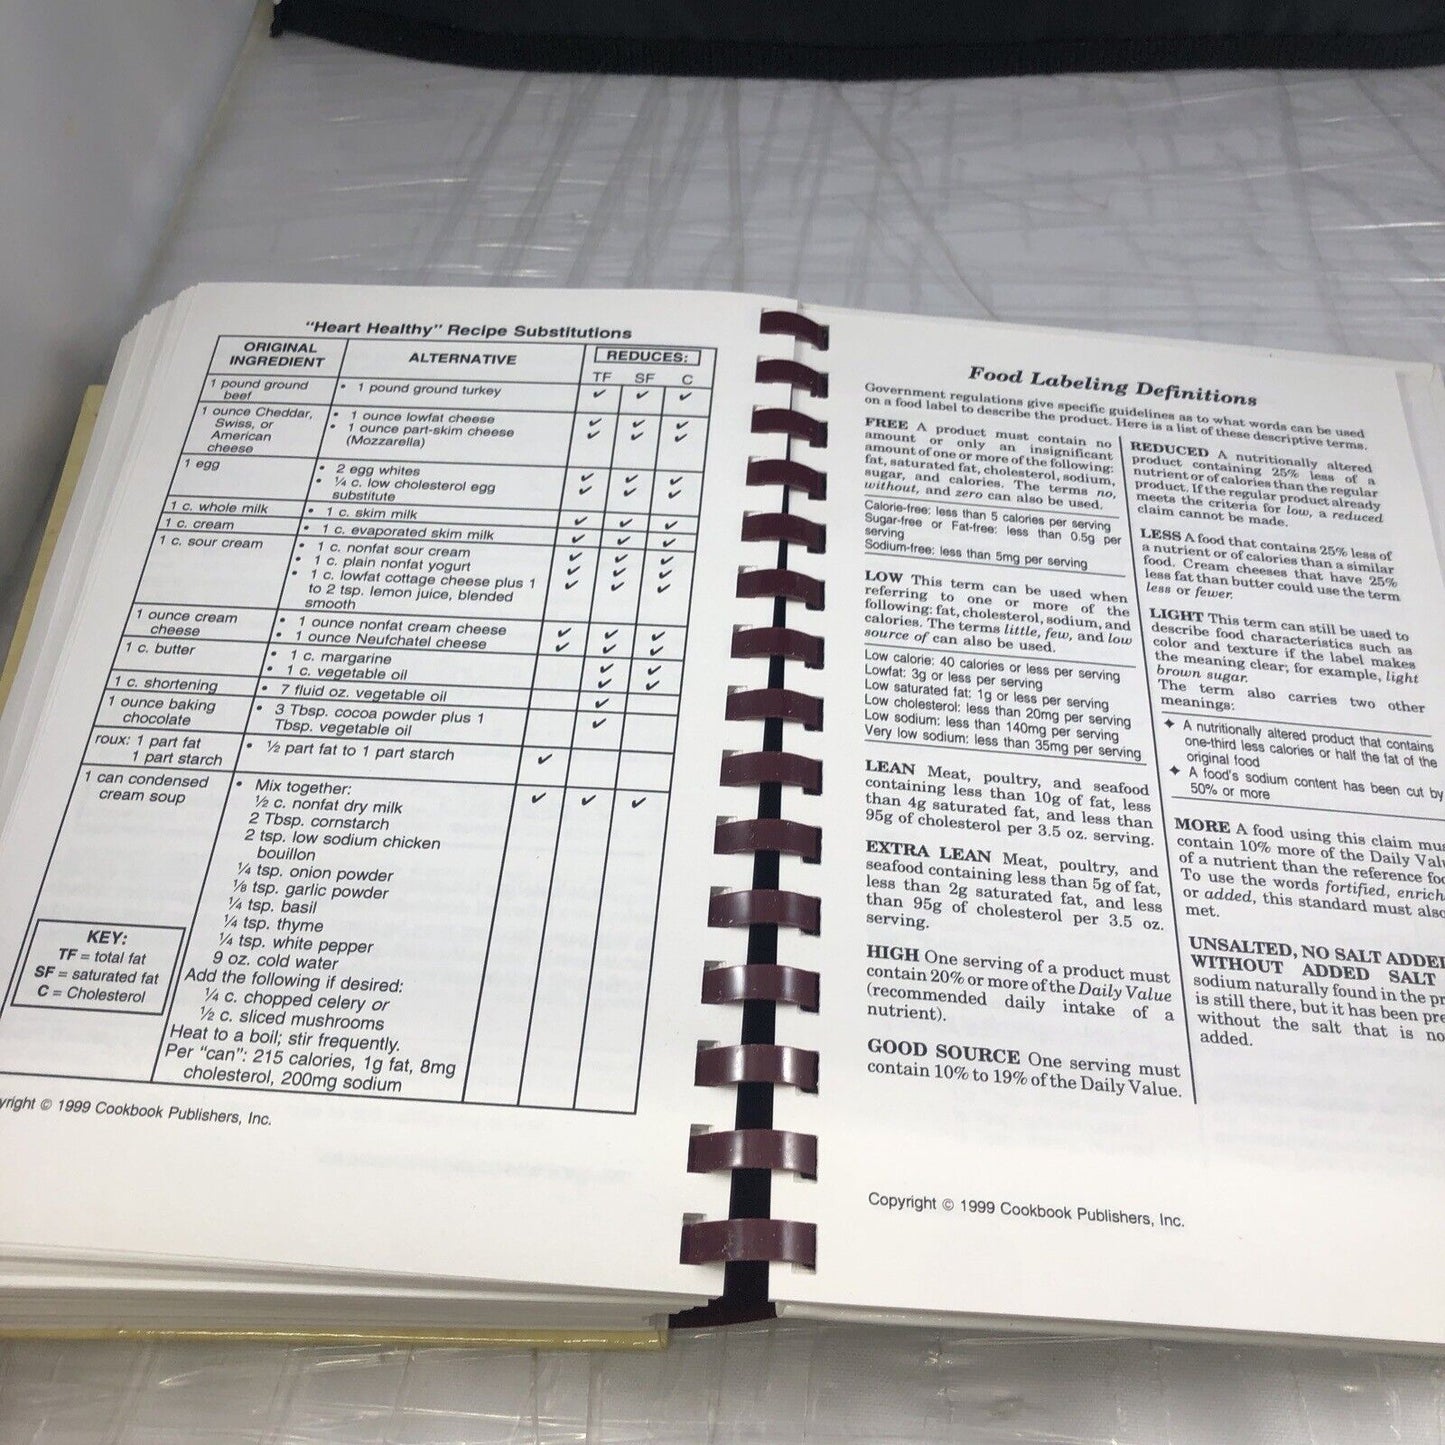 "Heart Healthy" Recipe Substitutions
ORIGINAL
INGREDIENT
ALTERNATIVE
REDUCES:
TF SF C
1 pound ground
beef
• 1 pound ground turkey
✓ ✓ ✓
1 ounce Cheddar,
Swiss, or
American
cheese
• 1 ounce lowfat cheese
• 1 ounce part-skim cheese
(Mozzarella)
✓ ✓ ✓
✓ ✓ ✓
1 egg
• 2 egg whites
• ¼ c. low cholesterol egg
substitute
✓ ✓ ✓
✓ ✓ ✓
1 c. whole milk
• 1 c. skim milk
✓ ✓ ✓
1 c. cream
• 1 c. evaporated skim milk
✓ ✓ ✓
1 c. sour cream
• 1 c. nonfat sour cream
• 1 c. plain nonfat yogurt
• 1 c. lowfat cottage cheese plus 1
to 2 tsp. lemon juice, blended
smooth
✓ ✓ ✓
✓ ✓ ✓
✓ ✓ ✓
1 ounce cream
cheese
• 1 ounce nonfat cream cheese
• 1 ounce Neufchatel cheese
✓ ✓ ✓
✓ ✓ ✓
1 c. butter
• 1 c. margarine
• 1 c. vegetable oil
✓ ✓
✓ ✓
1 c. shortening
• 7 fluid oz. vegetable oil
✓
1 ounce baking
chocolate
• 3 Tbsp. cocoa powder plus 1
Tbsp. vegetable oil
✓
roux: 1 part fat
1 part starch
• ½ part fat to 1 part starch
✓
1 can condensed
cream soup
• Mix together:
½ c. nonfat dry milk
2 Tbsp. cornstarch
2 tsp. low sodium chicken
bouillon
¼ tsp. onion powder
⅛ tsp. garlic powder
¼ tsp. basil
¼ tsp. thyme
¼ tsp. white pepper
9 oz. cold water
Add the following if desired:
¼ c. chopped celery or
½ c. sliced mushrooms
Heat to a boil; stir frequently.
Per "can": 215 calories, 1g fat, 8mg
cholesterol, 200mg sodium
✓ ✓ ✓
KEY:
TF = total fat
SF = saturated fat
C = Cholesterol
yright © 1999 Cookbook Publishers, Inc.
Food Labeling Definitions
Government regulations give specific guidelines as to what words can be used
on a food label to describe the product. Here is a list of these descriptive terms.
FREE A product must contain no
amount or only an insignificant
amount of one or more of the following:
fat, saturated fat, cholesterol, sodium,
sugar, and calories. The terms no,
without, and zero can also be used.
Calorie-free: less than 5 calories per serving
Sugar-free or Fat-free: less than 0.5g per
serving
Sodium-free: less than 5mg per serving
LOW This term can be used when
referring to one or more of the
following: fat, cholesterol, sodium, and
calories. The terms little, few, and low
source of can also be used.
Low calorie: 40 calories or less per serving
Lowfat: 3g or less per serving
Low saturated fat: 1g or less per serving
Low cholesterol: less than 20mg per serving
Low sodium: less than 140mg per serving
Very low sodium: less than 35mg per serving
LEAN Meat, poultry, and seafood
containing less than 10g of fat, less
than 4g saturated fat, and less than
95g of cholesterol per 3.5 oz. serving.
EXTRA LEAN Meat, poultry, and
seafood containing less than 5g of fat,
less than 2g saturated fat, and less
than 95g of cholesterol per 3.5 oz.
serving.
HIGH One serving of a product must
contain 20% or more of the Daily Value
(recommended daily intake of a
nutrient).
GOOD SOURCE One serving must
contain 10% to 19% of the Daily Value.
REDUCED A nutritionally altered
product containing 25% less of a
nutrient or of calories than the regular
product. If the regular product already
meets the criteria for low, a reduced
claim cannot be made.
LESS A food that contains 25% less of
a nutrient or of calories than a similar
food. Cream cheeses that have 25%
less fat than butter could use the term
less or fewer.
LIGHT This term can still be used to
describe food characteristics such as
color and texture if the label makes
the meaning clear; for example, light
brown sugar.
The term also carries two other
meanings:
✦ A nutritionally altered product that contains
one-third less calories or half the fat of the
original food
✦ A food's sodium content has been cut by
50% or more
MORE A food using this claim mus
contain 10% more of the Daily Valu
of a nutrient than the reference foo
To use the words fortified, enrich
or added, this standard must also
met.
UNSALTED, NO SALT ADDED
WITHOUT ADDED SALT
sodium naturally found in the pr
is still there, but it has been pre
without the salt that is no
added.
Copyright © 1999 Cookbook Publishers, Inc.